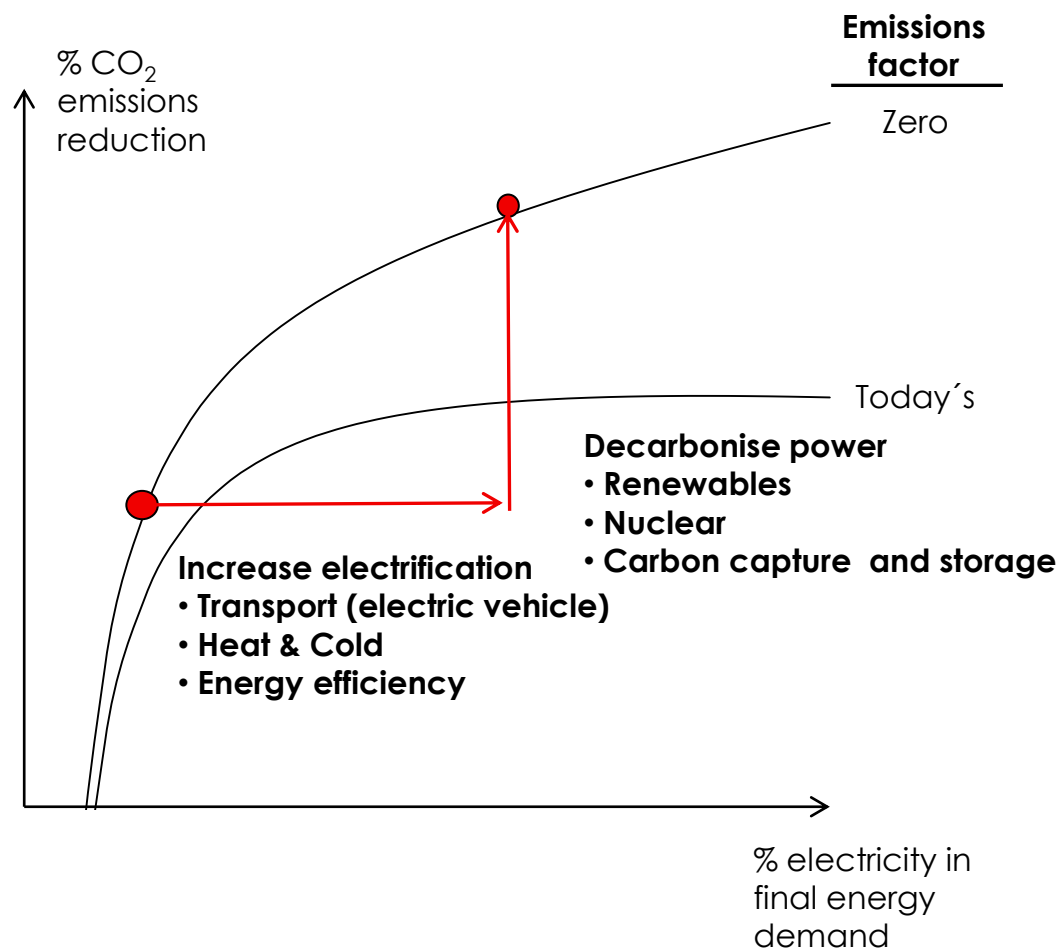 Emissions
factor
% CO₂
emissions
reduction
Zero
Today´s
Decarbonise power
• Renewables
• Nuclear
• Carbon capture and storage
Increase electrification
• Transport (electric vehicle)
• Heat & Cold
• Energy efficiency
% electricity in
final energy
demand